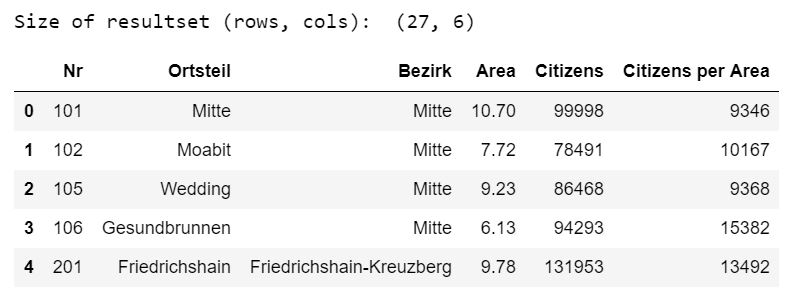 Size of resultset (rows, cols):  (27, 6)
Nr Ortsteil Bezirk Area Citizens Citizens per Area
0 101 Mitte Mitte 10.70 99998 9346
1 102 Moabit Mitte 7.72 78491 10167
2 105 Wedding Mitte 9.23 86468 9368
3 106 Gesundbrunnen Mitte 6.13 94293 15382
4 201 Friedrichshain Friedrichshain-Kreuzberg 9.78 131953 13492